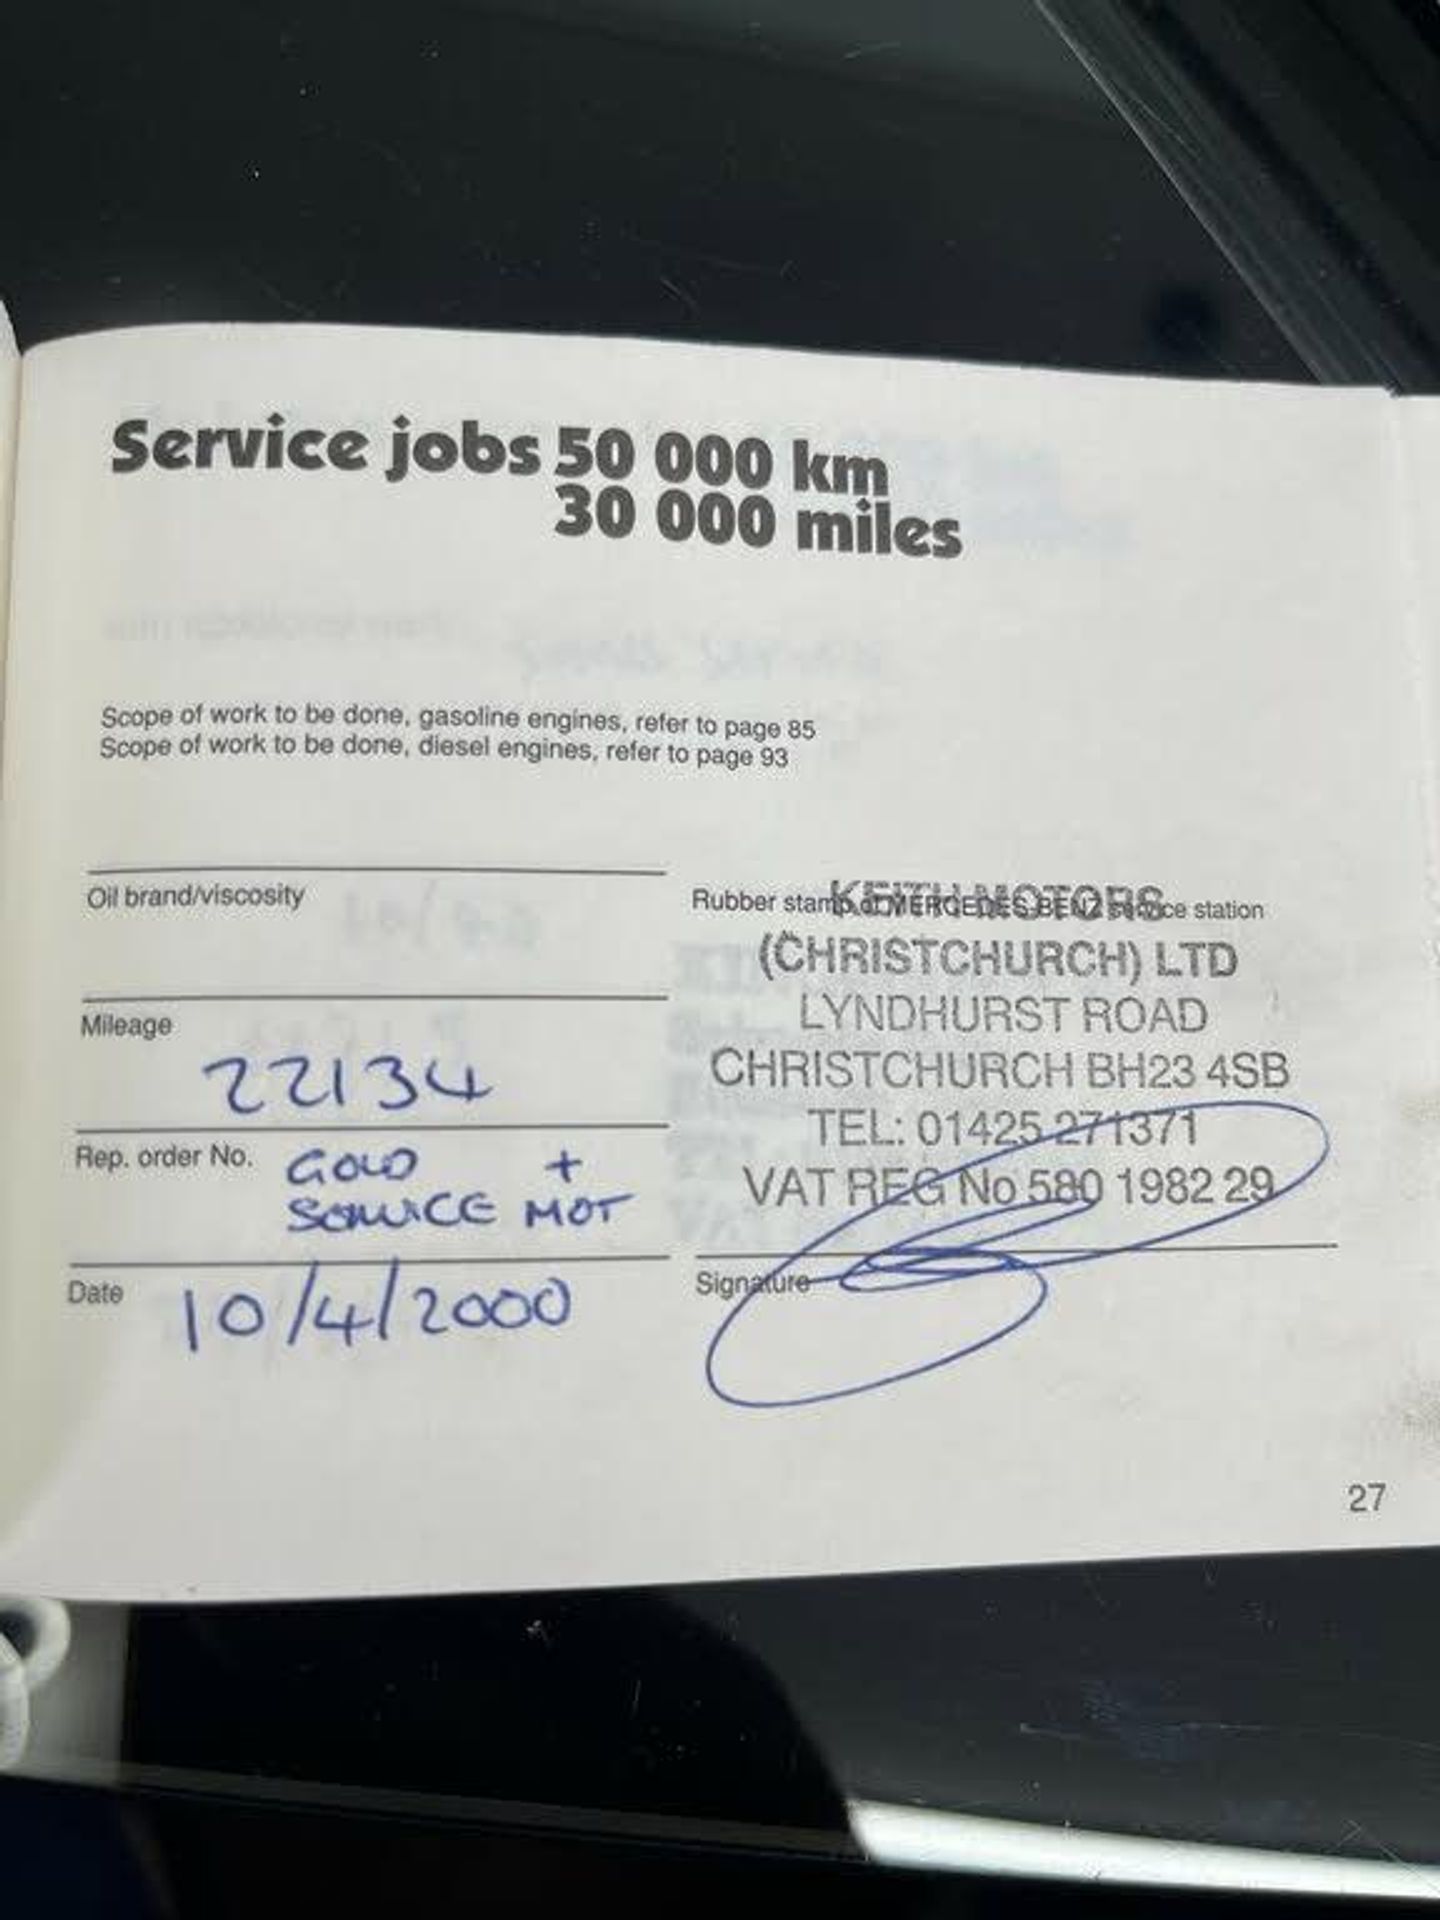 Service jobs 50 000 km
30 000 miles
Scope of work to be done, gasoline engines, refer to page 85
Scope of work to be done, diesel engines, refer to page 93
Oil brand/viscosity
Mileage
22134
Rep. order No. GOLD +
SERVICE MOT
Date 10/4/2000
Rubber stamp of MERCEDES-BENZ service station
KEITH MOTORS
(CHRISTCHURCH) LTD
LYNDHURST ROAD
CHRISTCHURCH BH23 4SB
TEL: 01425 271371
VAT REG No 580 1982 29
Signature
27